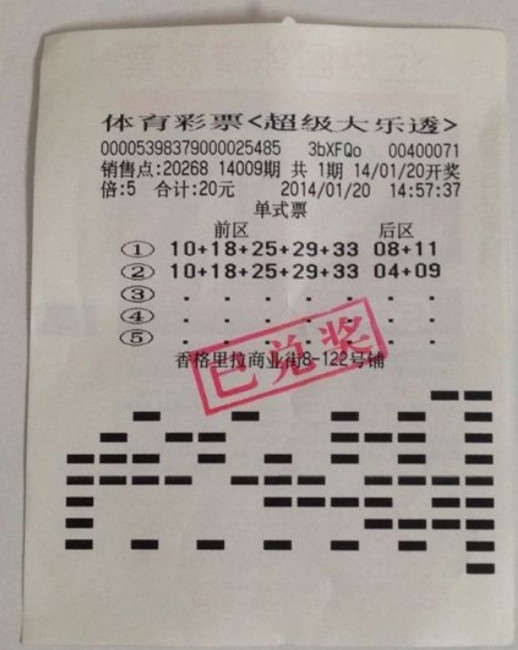 体育彩票<超级大乐透>
00005398379000025485 3bXFQo 00400071
销售点:20268 14009期 共 1期 14/01/20开奖
倍:5 合计:20元 2014/01/20 14:57:37
单式票
前区 后区
① 10+18+25+29+33 08+11
② 10+18+25+29+33 04+09
③ . . . . . . .
④ . . . . . . .
⑤ . . . . . . .
已兑奖
香格里拉商业街8-122号铺